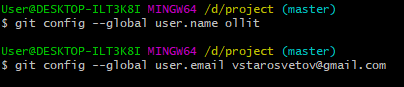 User@DESKTOP-ILT3K8I MINGW64 /d/project (master)
$ git config --global user.name ollit
User@DESKTOP-ILT3K8I MINGW64 /d/project (master)
$ git config --global user.email vstarosvetov@gmail.com